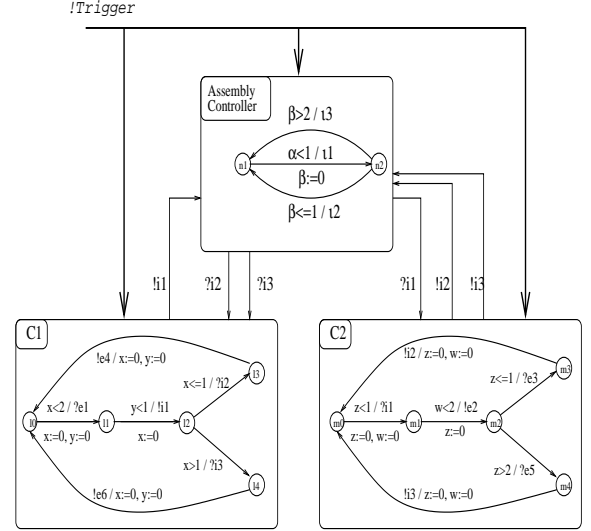 !Trigger
Assembly
Controller
β>2 / ι3
α<1 / ι1
n1
n2
β:=0
β<=1 / ι2
!i1
?i2
?i3
?i1
!i2
!i3
C1
!e4 / x:=0, y:=0
l3
x<=1 / ?i2
x<2 / ?e1
y<1 / !i1
l0
l1
l2
x:=0, y:=0
x:=0
x>1 / ?i3
l4
!e6 / x:=0, y:=0
C2
!i2 / z:=0, w:=0
m3
z<=1 / ?e3
z<1 / ?i1
w<2 / !e2
m0
m1
m2
z:=0, w:=0
z:=0
z>2 / ?e5
m4
!i3 / z:=0, w:=0